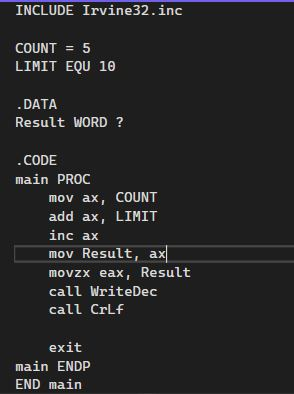 INCLUDE Irvine32.inc
COUNT = 5
LIMIT EQU 10
.DATA
Result WORD ?
.CODE
main PROC
mov ax, COUNT
add ax, LIMIT
inc ax
mov Result, ax
movzx eax, Result
call WriteDec
call CrLf
exit
main ENDP
END main